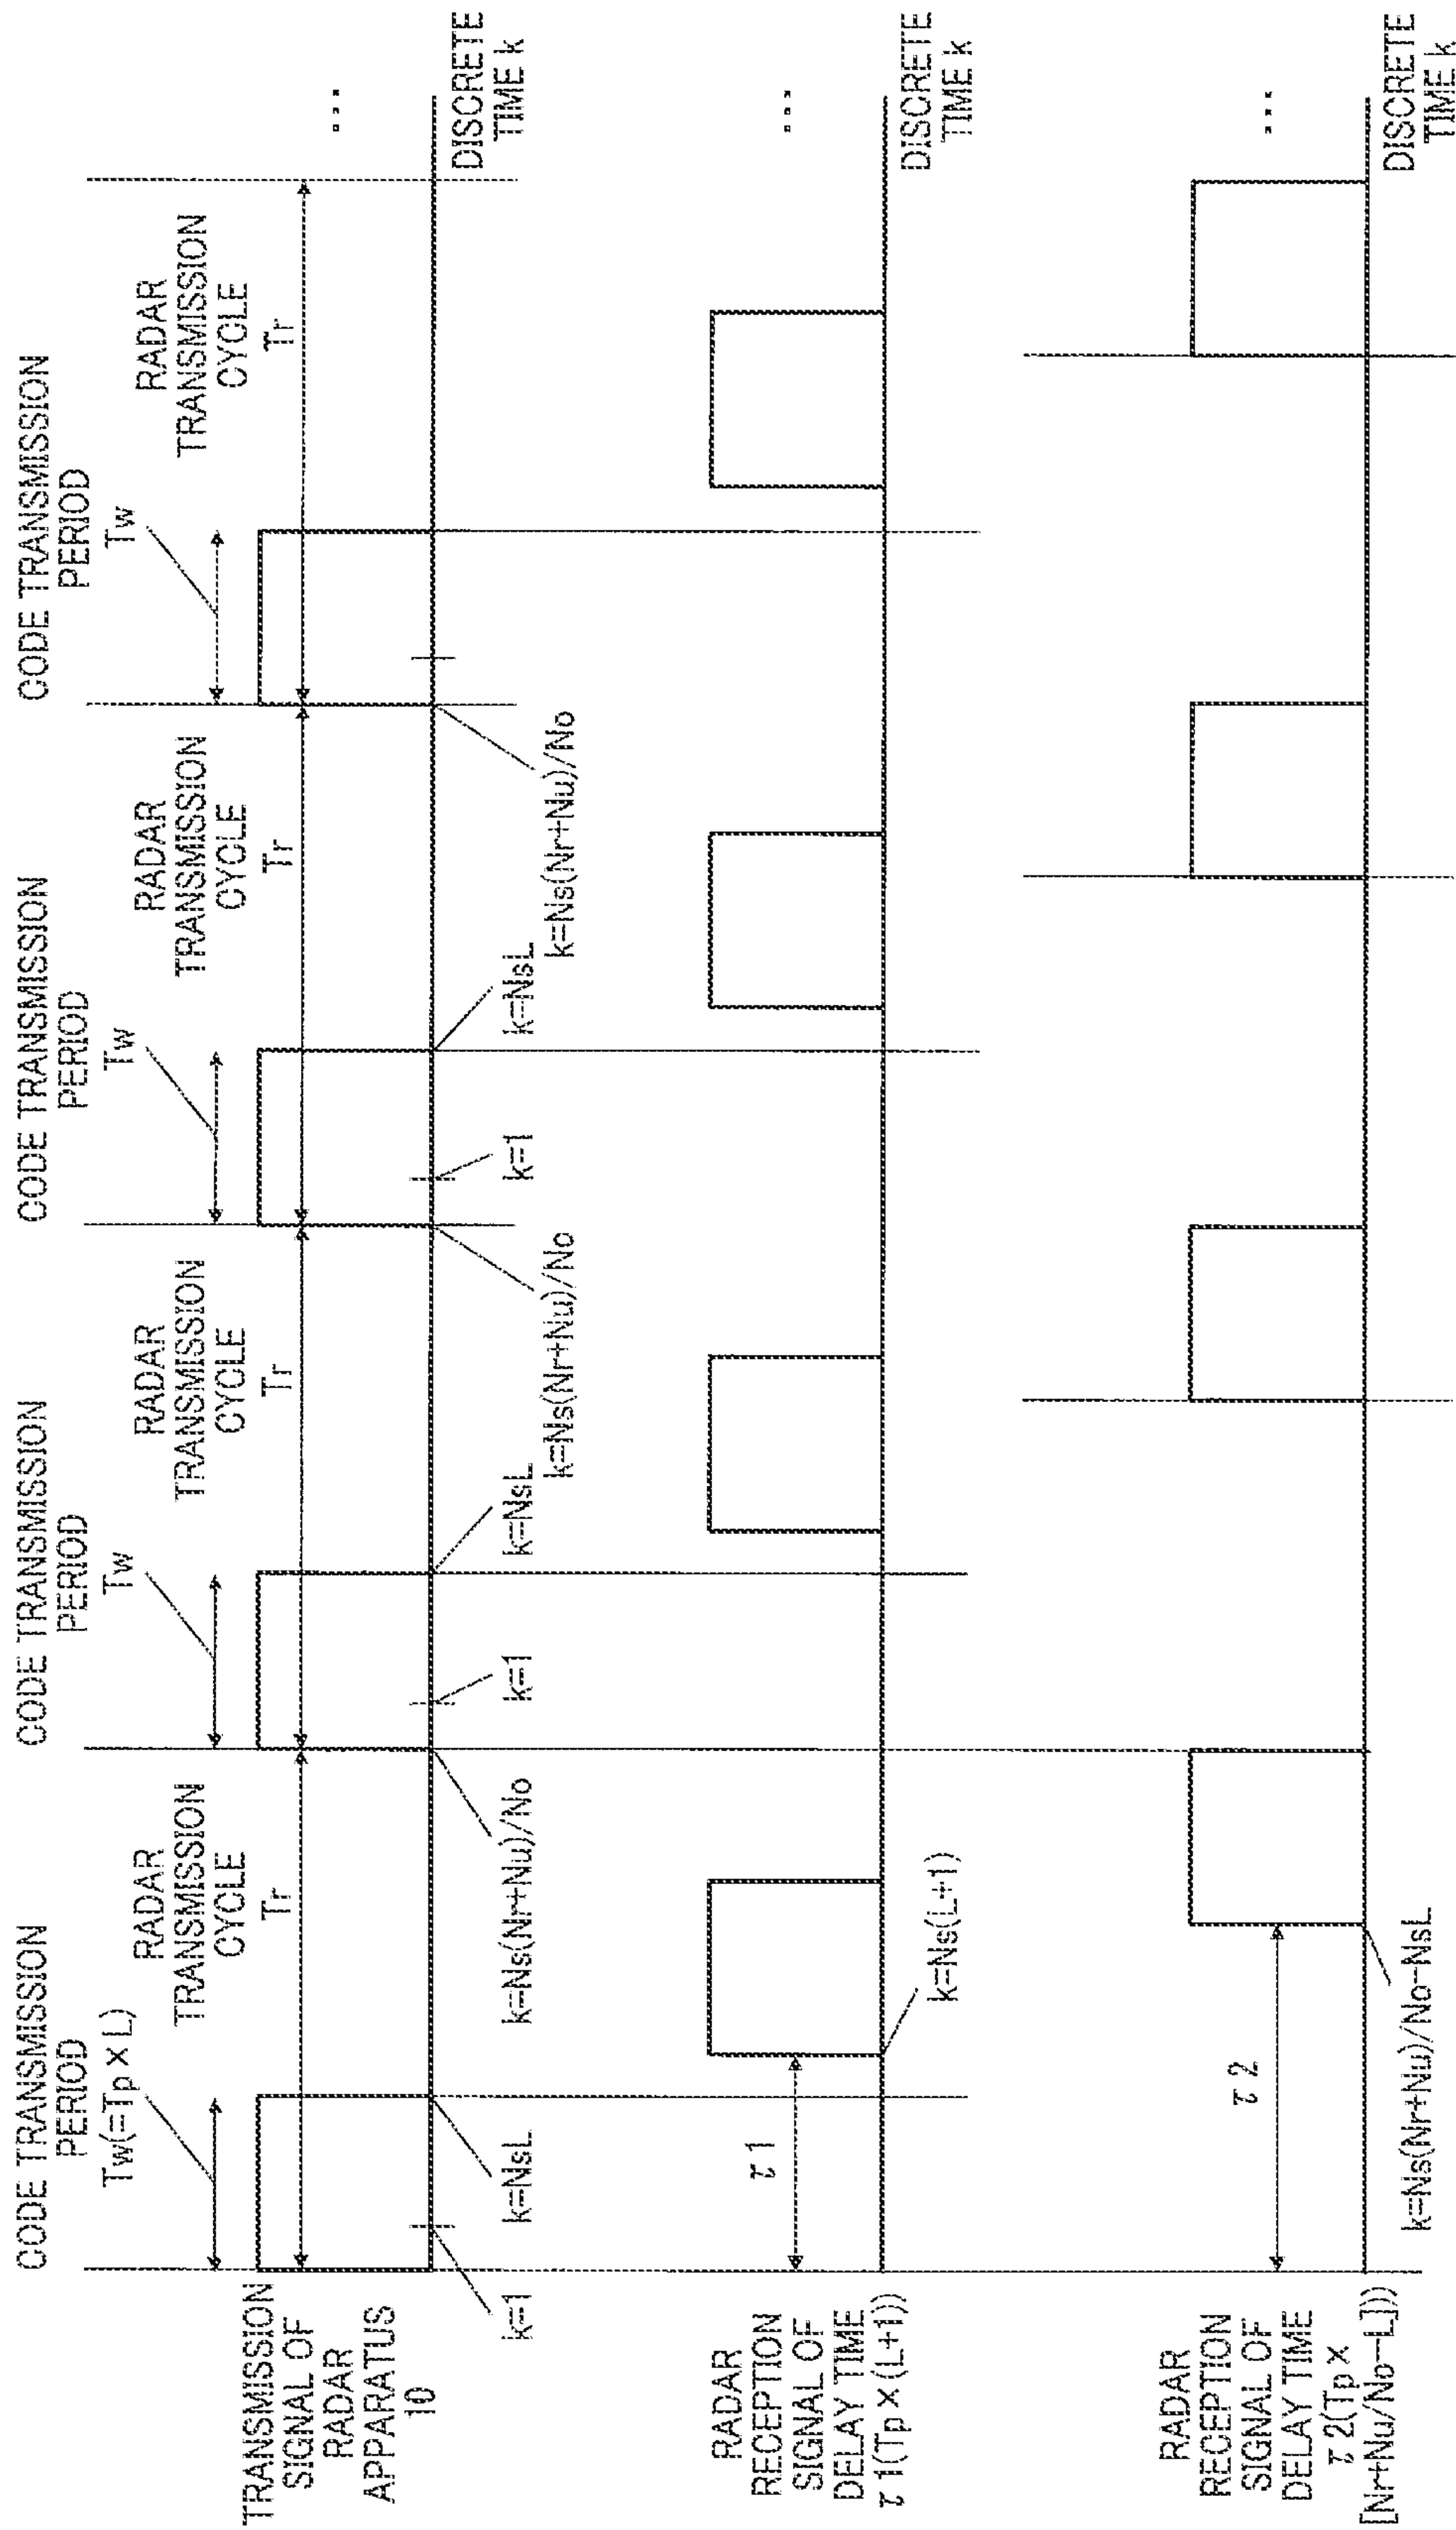 CODE TRANSMISSION
PERIOD
Tw(=Tp×L)
CODE TRANSMISSION
PERIOD
Tw
CODE TRANSMISSION
PERIOD
Tw
CODE TRANSMISSION
PERIOD
Tw
RADAR
TRANSMISSION
CYCLE
Tr
RADAR
TRANSMISSION
CYCLE
Tr
RADAR
TRANSMISSION
CYCLE
Tr
RADAR
TRANSMISSION
CYCLE
Tr
TRANSMISSION
SIGNAL OF
RADAR
APPARATUS
10
...
DISCRETE
TIME k
k=1
k=NsL
k=Ns(Nr+Nu)/No
k=1
k=NsL
k=Ns(Nr+Nu)/No
k=1
k=NsL
k=Ns(Nr+Nu)/No
RADAR
RECEPTION
SIGNAL OF
DELAY TIME
τ1(Tp×(L+1))
τ1
k=Ns(L+1)
...
DISCRETE
TIME k
RADAR
RECEPTION
SIGNAL OF
DELAY TIME
τ2(Tp×
[Nr+Nu/No-L]))
τ2
k=Ns(Nr+Nu)/No-NsL
...
DISCRETE
TIME k